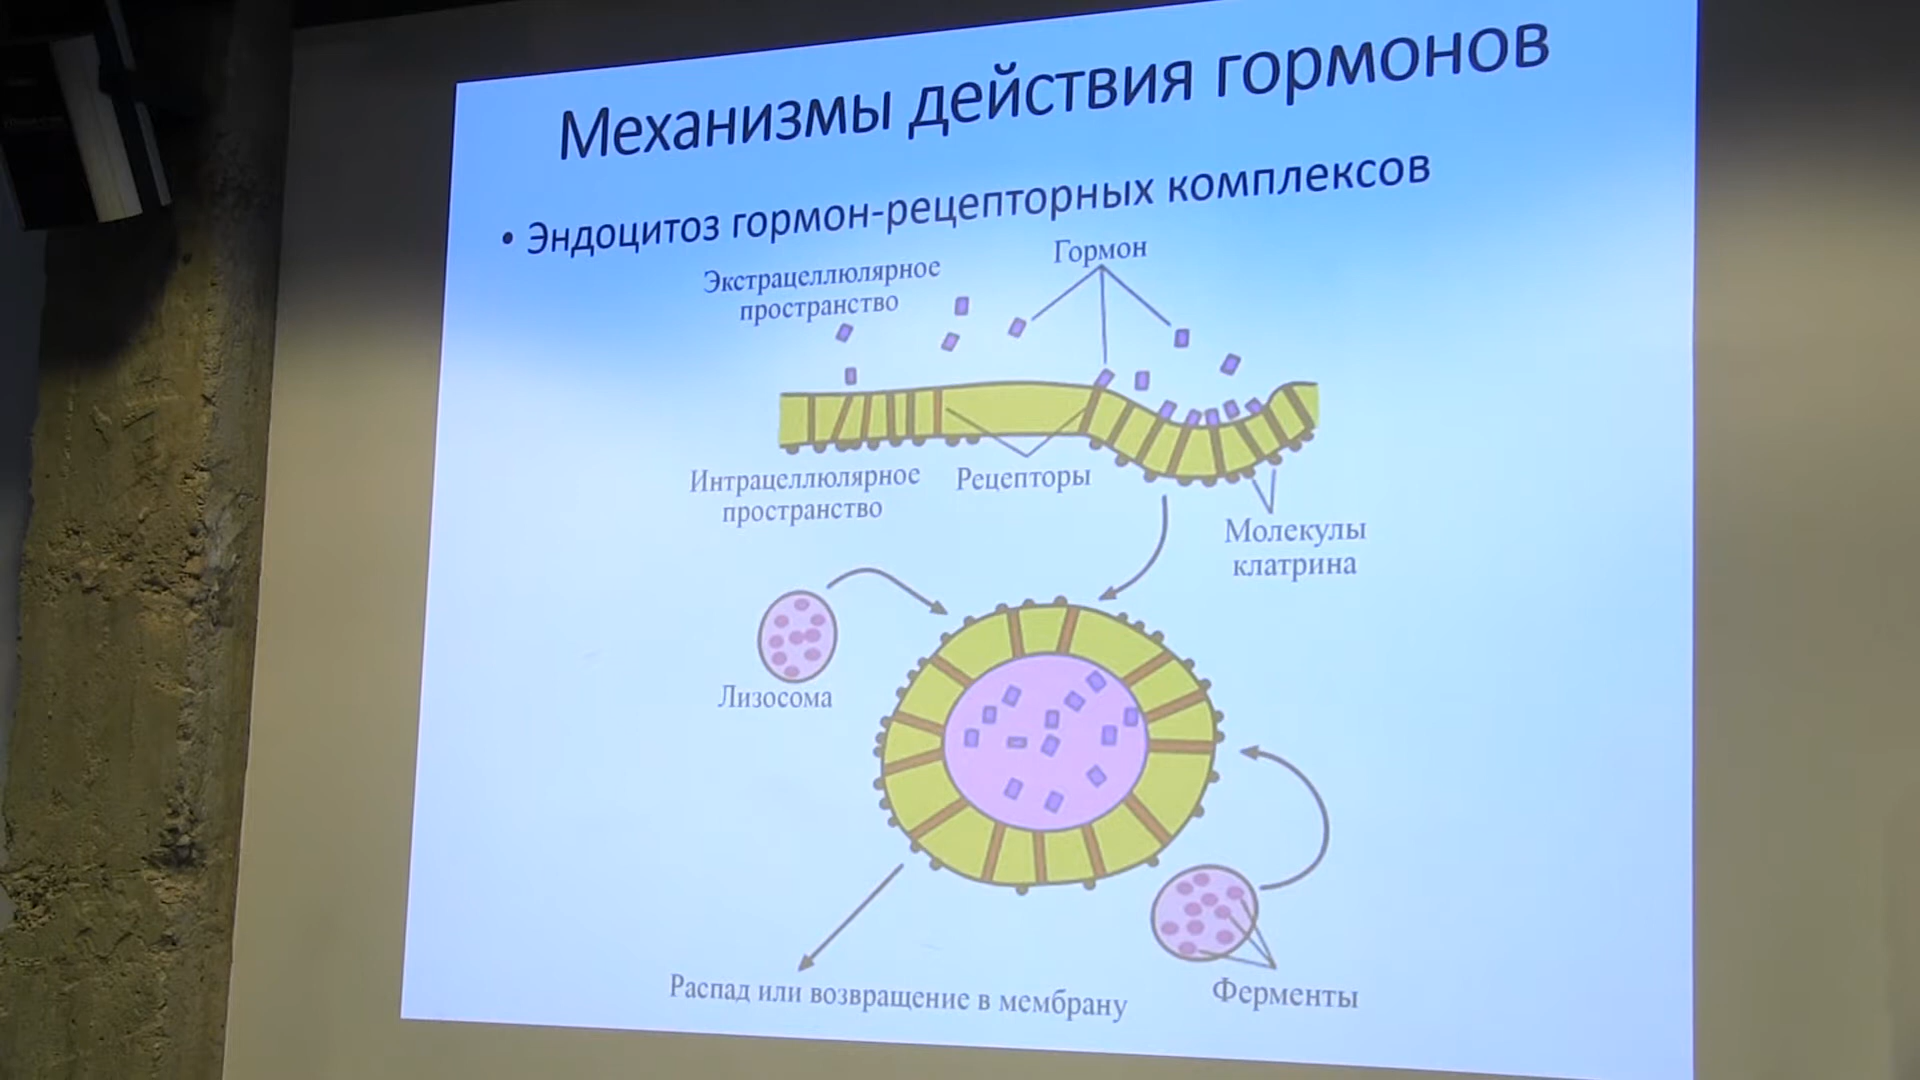 Механизмы действия гормонов
• Эндоцитоз гормон-рецепторных комплексов
Экстрацеллюлярное
пространство
Гормон
Интрацеллюлярное
пространство
Рецепторы
Молекулы
клатрина
Лизосома
Распад или возвращение в мембрану
Ферменты